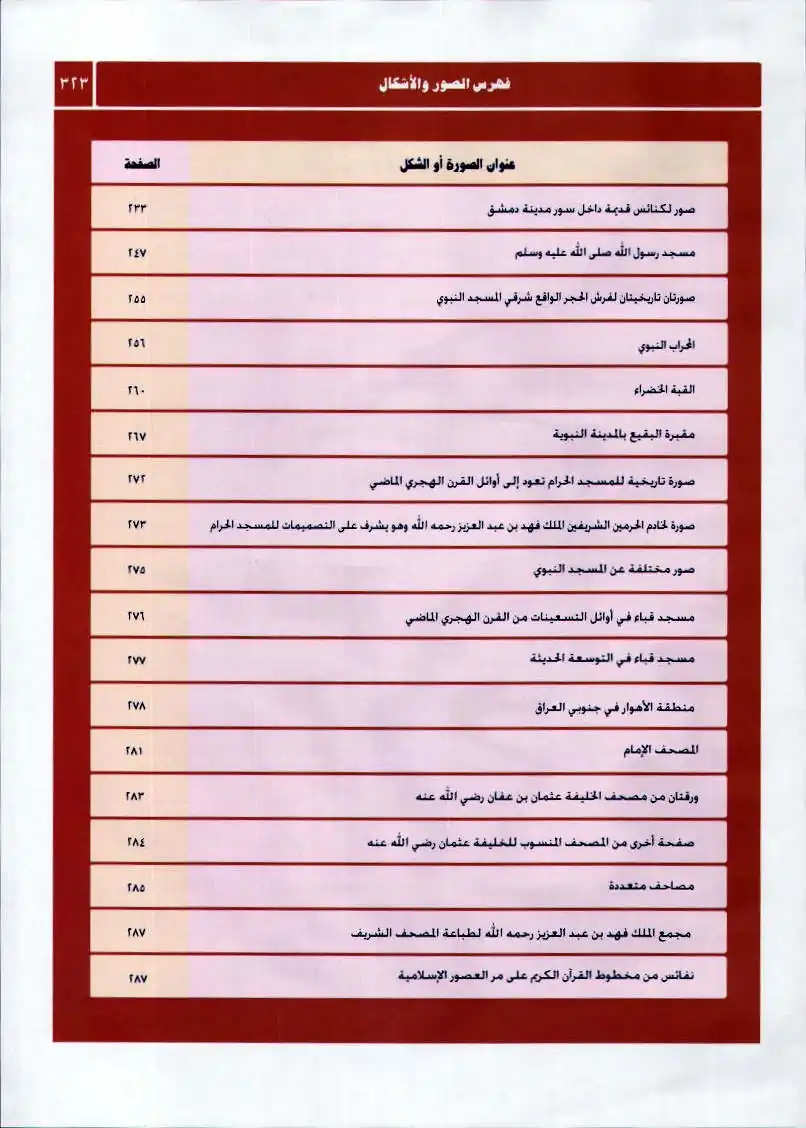 فهرس الصور والأشكال ٣٢٣
عنوان الصورة أو الشكل الصفحة
صور لكنائس قديمة داخل سور مدينة دمشق ٢٣٣
مسجد رسول الله صلى الله عليه وسلم ٢٤٧
صورتان تاريخيتان لفرش الحجر الواقع شرقي المسجد النبوي ٢٥٥
المحراب النبوي ٢٥٦
القبة الخضراء ٢٦٠
مقبرة البقيع بالمدينة النبوية ٢٦٧
صورة تاريخية للمسجد الحرام تعود إلى أوائل القرن الهجري الماضي ٢٧٢
صورة لخادم الحرمين الشريفين الملك فهد بن عبد العزيز رحمه الله وهو يشرف على التصميمات للمسجد الحرام ٢٧٣
صور مختلفة عن المسجد النبوي ٢٧٥
مسجد قباء في أوائل التسعينات من القرن الهجري الماضي ٢٧٦
مسجد قباء في التوسعة الحديثة ٢٧٧
منطقة الأهوار في جنوبي العراق ٢٧٨
المصحف الإمام ٢٨١
ورقتان من مصحف الخليفة عثمان بن عفان رضي الله عنه ٢٨٣
صفحة أخرى من المصحف المنسوب للخليفة عثمان رضي الله عنه ٢٨٤
مصاحف متعددة ٢٨٥
مجمع الملك فهد بن عبد العزيز رحمه الله لطباعة المصحف الشريف ٢٨٧
نفائس من مخطوط القرآن الكريم على مر العصور الإسلامية ٢٨٧